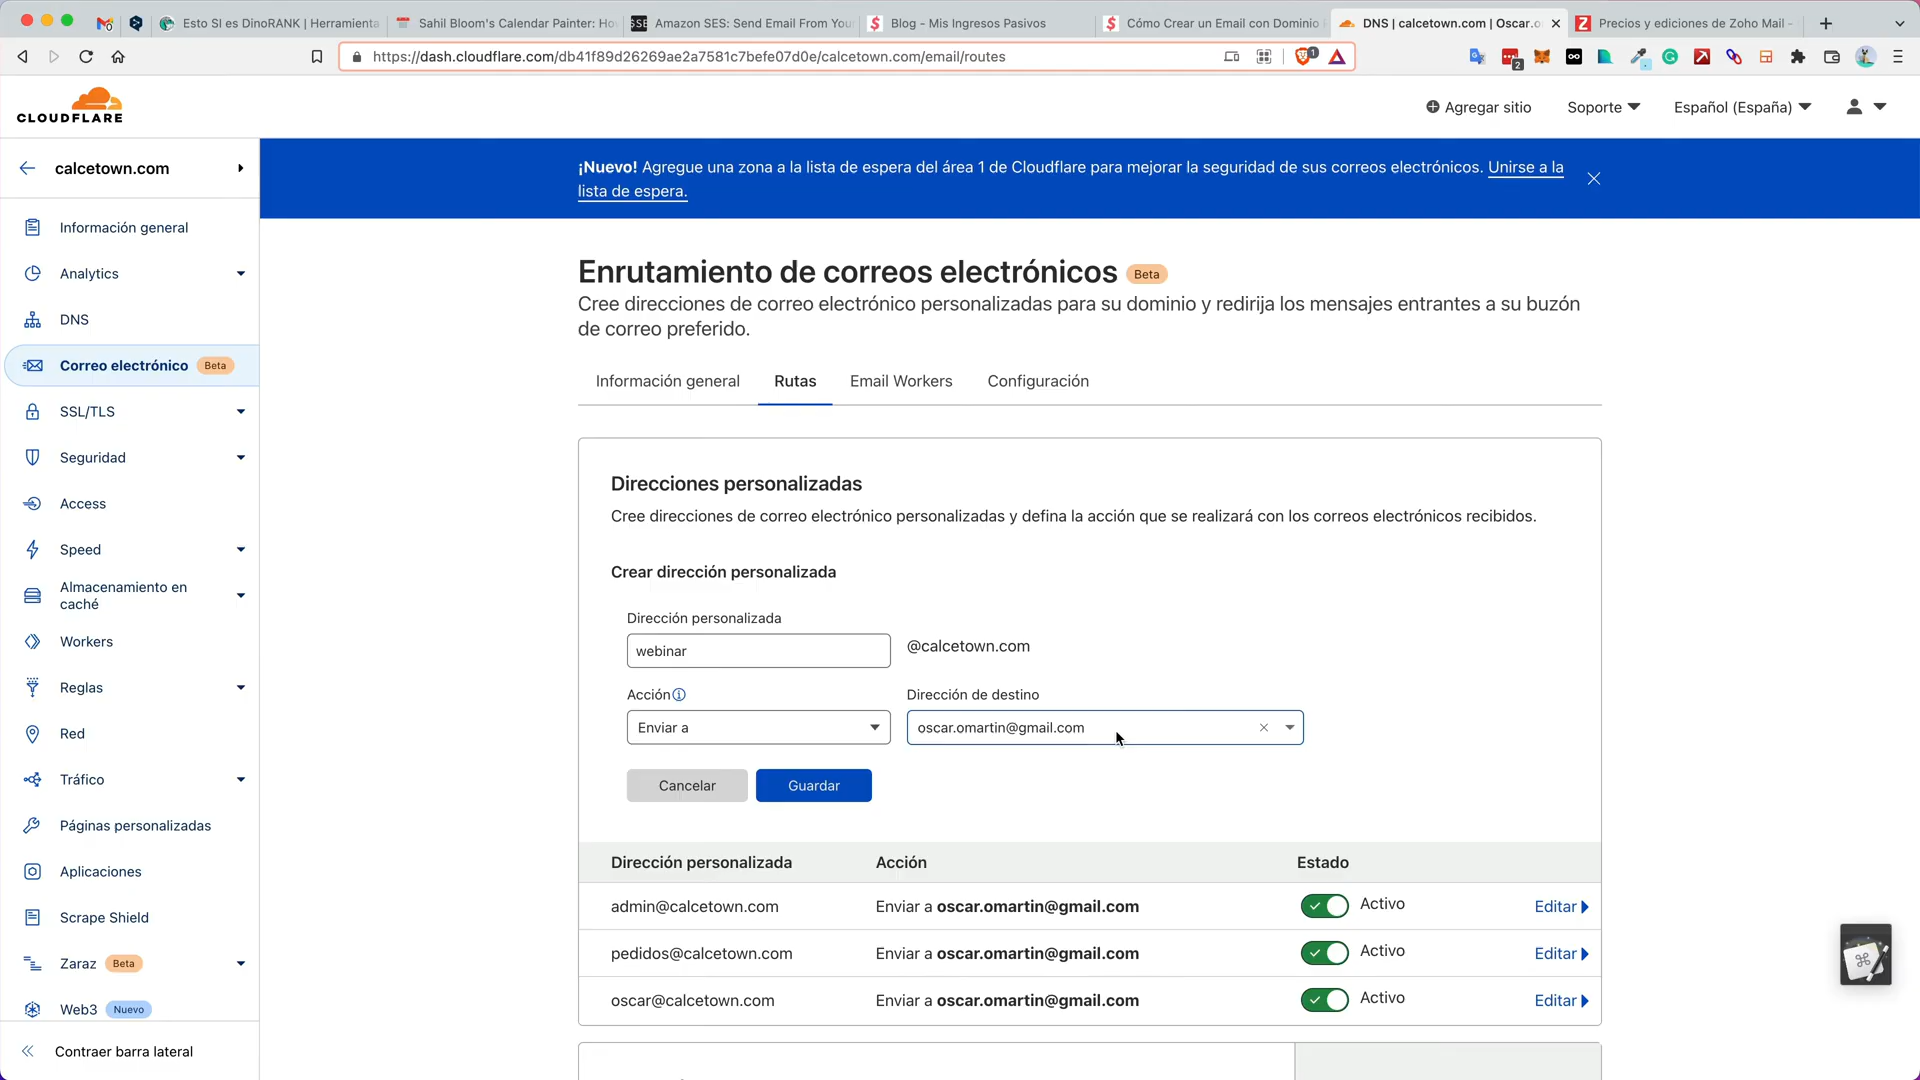 Esto SI es DinoRANK | Herramienta
Sahil Bloom's Calendar Painter: Ho
Amazon SES: Send Email From You
Blog - Mis Ingresos Pasivos
Cómo Crear un Email con Dominio
DNS | calcetown.com | Oscar.o
Precios y ediciones de Zoho Mail -
https://dash.cloudflare.com/db41f89d26269ae2a7581c7befe07d0e/calcetown.com/email/routes
1
2
CLOUDFLARE
Agregar sitio
Soporte
Español (España)
calcetown.com
¡Nuevo! Agregue una zona a la lista de espera del área 1 de Cloudflare para mejorar la seguridad de sus correos electrónicos. Unirse a la
lista de espera.
Información general
Analytics
DNS
Correo electrónico Beta
SSL/TLS
Seguridad
Access
Speed
Almacenamiento en
caché
Workers
Reglas
Red
Tráfico
Páginas personalizadas
Aplicaciones
Scrape Shield
Zaraz Beta
Web3 Nuevo
Contraer barra lateral
Enrutamiento de correos electrónicos Beta
Cree direcciones de correo electrónico personalizadas para su dominio y redirija los mensajes entrantes a su buzón
de correo preferido.
Información general Rutas Email Workers Configuración
Direcciones personalizadas
Cree direcciones de correo electrónico personalizadas y defina la acción que se realizará con los correos electrónicos recibidos.
Crear dirección personalizada
Dirección personalizada
webinar @calcetown.com
Acción Dirección de destino
Enviar a oscar.omartin@gmail.com
Cancelar Guardar
Dirección personalizada Acción Estado
admin@calcetown.com Enviar a oscar.omartin@gmail.com Activo Editar
pedidos@calcetown.com Enviar a oscar.omartin@gmail.com Activo Editar
oscar@calcetown.com Enviar a oscar.omartin@gmail.com Activo Editar